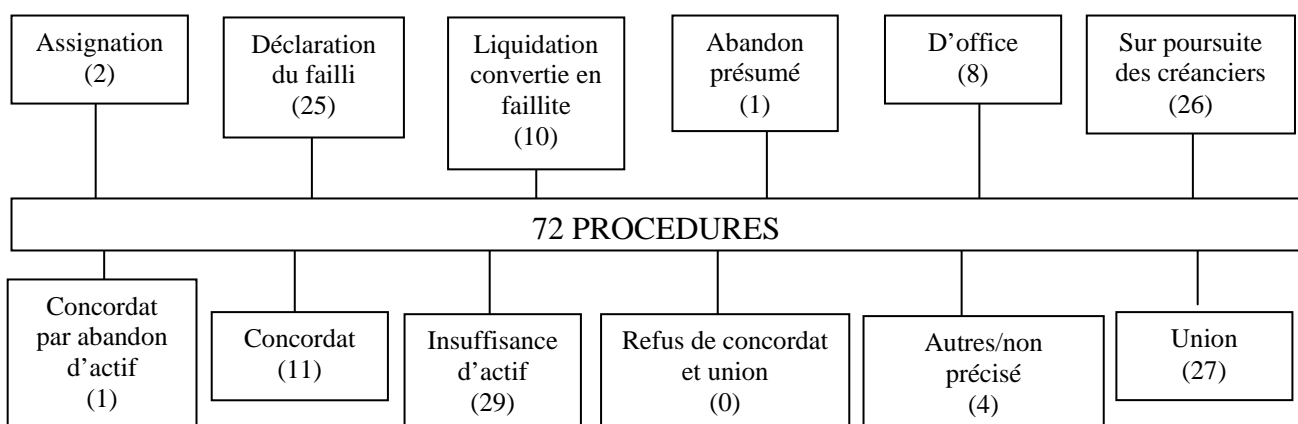 Assignation
(2)
Déclaration
du failli
(25)
Liquidation
convertie en
faillite
(10)
Abandon
présumé
(1)
D’office
(8)
Sur poursuite
des créanciers
(26)
72 PROCEDURES
Concordat
par abandon
d’actif
(1)
Concordat
(11)
Insuffisance
d’actif
(29)
Refus de concordat
et union
(0)
Autres/non
précisé
(4)
Union
(27)